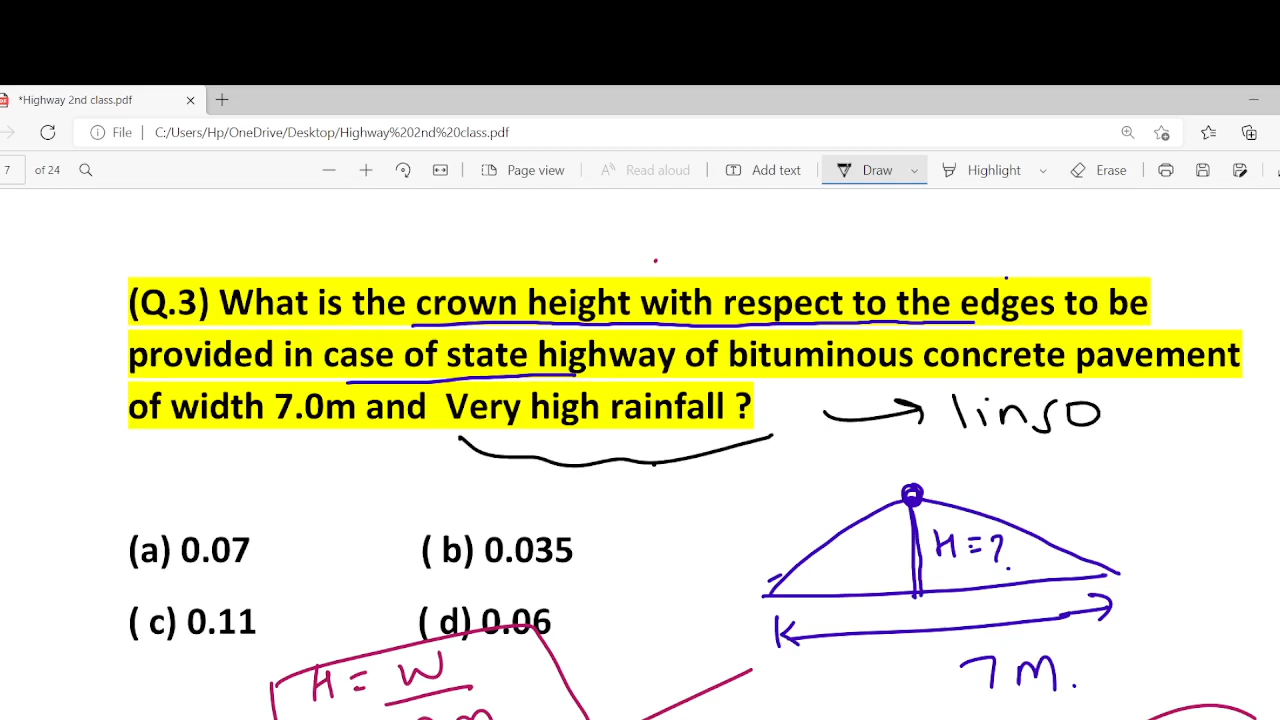 *Highway 2nd class.pdf
File C:/Users/Hp/OneDrive/Desktop/Highway%202nd%20class.pdf
7 of 24 Page view Read aloud Add text Draw Highlight Erase
(Q.3) What is the crown height with respect to the edges to be
provided in case of state highway of bituminous concrete pavement
of width 7.0m and Very high rainfall ?
1 in 50
(a) 0.07 ( b) 0.035
H = ?
( c) 0.11 ( d) 0.06
H = W
7 M.